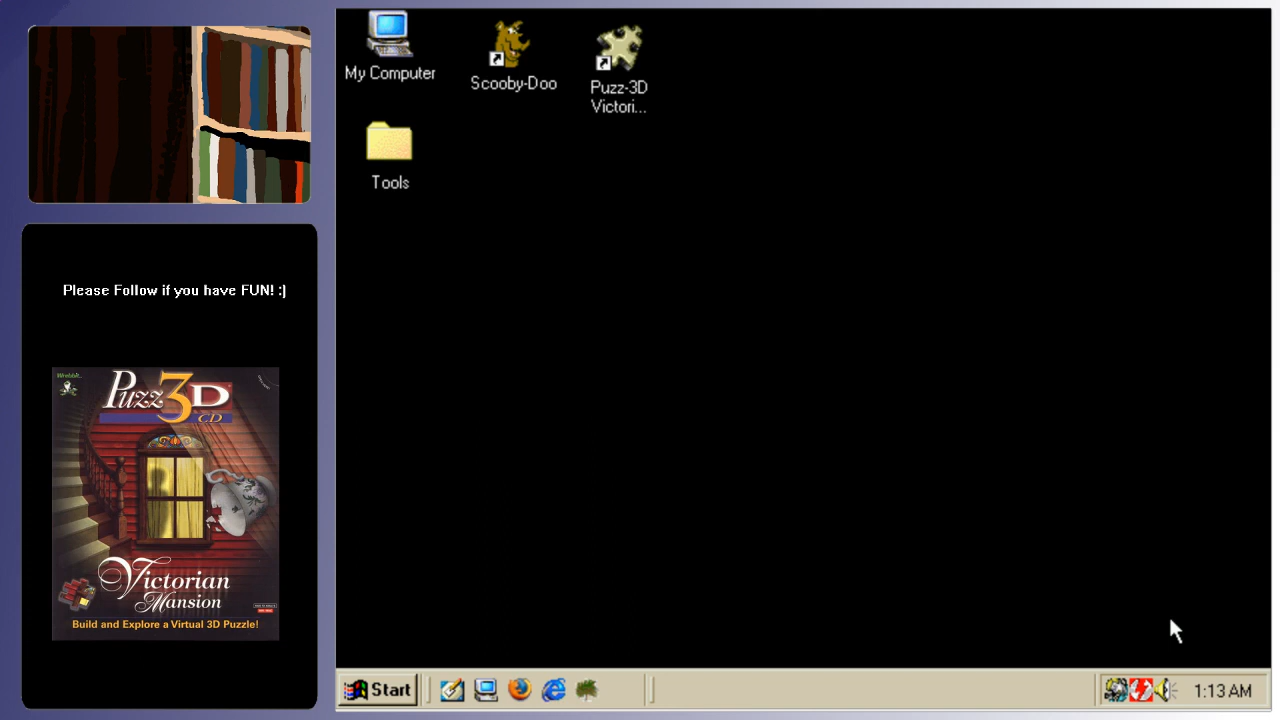 My Computer
Scooby-Doo
Puzz-3D
Victori...
Tools
Please Follow if you have FUN! :)
Puzz3D
CD
Victorian
Mansion
Build and Explore a Virtual 3D Puzzle!
Start
1:13 AM